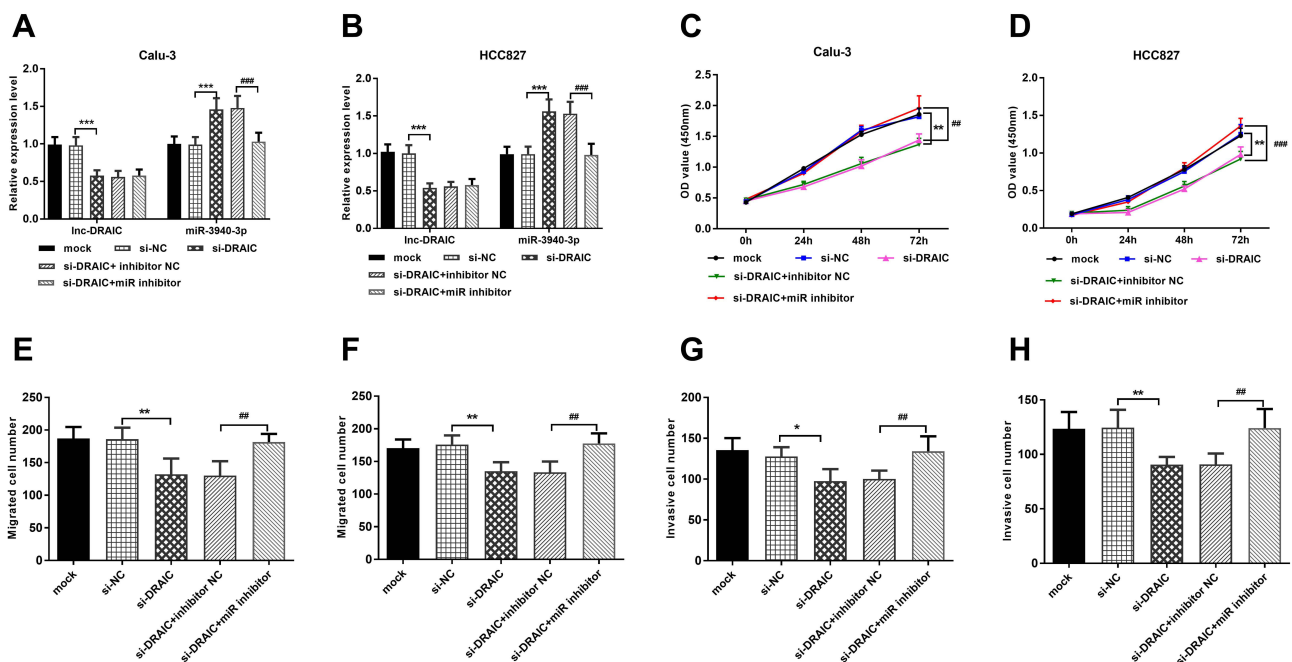 A
Calu-3
Relative expression level
2.0
1.5
1.0
0.5
0.0
***
***
###
lnc-DRAIC
miR-3940-3p
mock
si-NC
si-DRAIC
si-DRAIC+ inhibitor NC
si-DRAIC+miR inhibitor
B
HCC827
Relative expression level
2.0
1.5
1.0
0.5
0.0
***
***
###
lnc-DRAIC
miR-3940-3p
mock
si-NC
si-DRAIC
si-DRAIC+inhibitor NC
si-DRAIC+miR inhibitor
C
Calu-3
OD value (450nm)
2.5
2.0
1.5
1.0
0.5
0.0
**
##
0h
24h
48h
72h
mock
si-NC
si-DRAIC
si-DRAIC+inhibitor NC
si-DRAIC+miR inhibitor
D
HCC827
OD value (450nm)
2.0
1.5
1.0
0.5
0.0
**
###
0h
24h
48h
72h
mock
si-NC
si-DRAIC
si-DRAIC+inhibitor NC
si-DRAIC+miR inhibitor
E
Migrated cell number
250
200
150
100
50
0
**
##
mock
si-NC
si-DRAIC
si-DRAIC+inhibitor NC
si-DRAIC+miR inhibitor
F
Migrated cell number
250
200
150
100
50
0
**
##
mock
si-NC
si-DRAIC
si-DRAIC+inhibitor NC
si-DRAIC+miR inhibitor
G
Invasive cell number
200
150
100
50
0
*
##
mock
si-NC
si-DRAIC
si-DRAIC+inhibitor NC
si-DRAIC+miR inhibitor
H
Invasive cell number
150
100
50
0
**
##
mock
si-NC
si-DRAIC
si-DRAIC+inhibitor NC
si-DRAIC+miR inhibitor